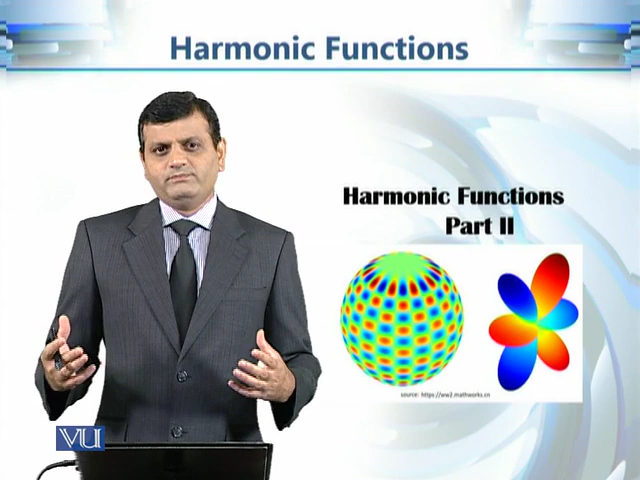 Harmonic Functions
Harmonic Functions
Part II
source: https://ww2.mathworks.cn
VU